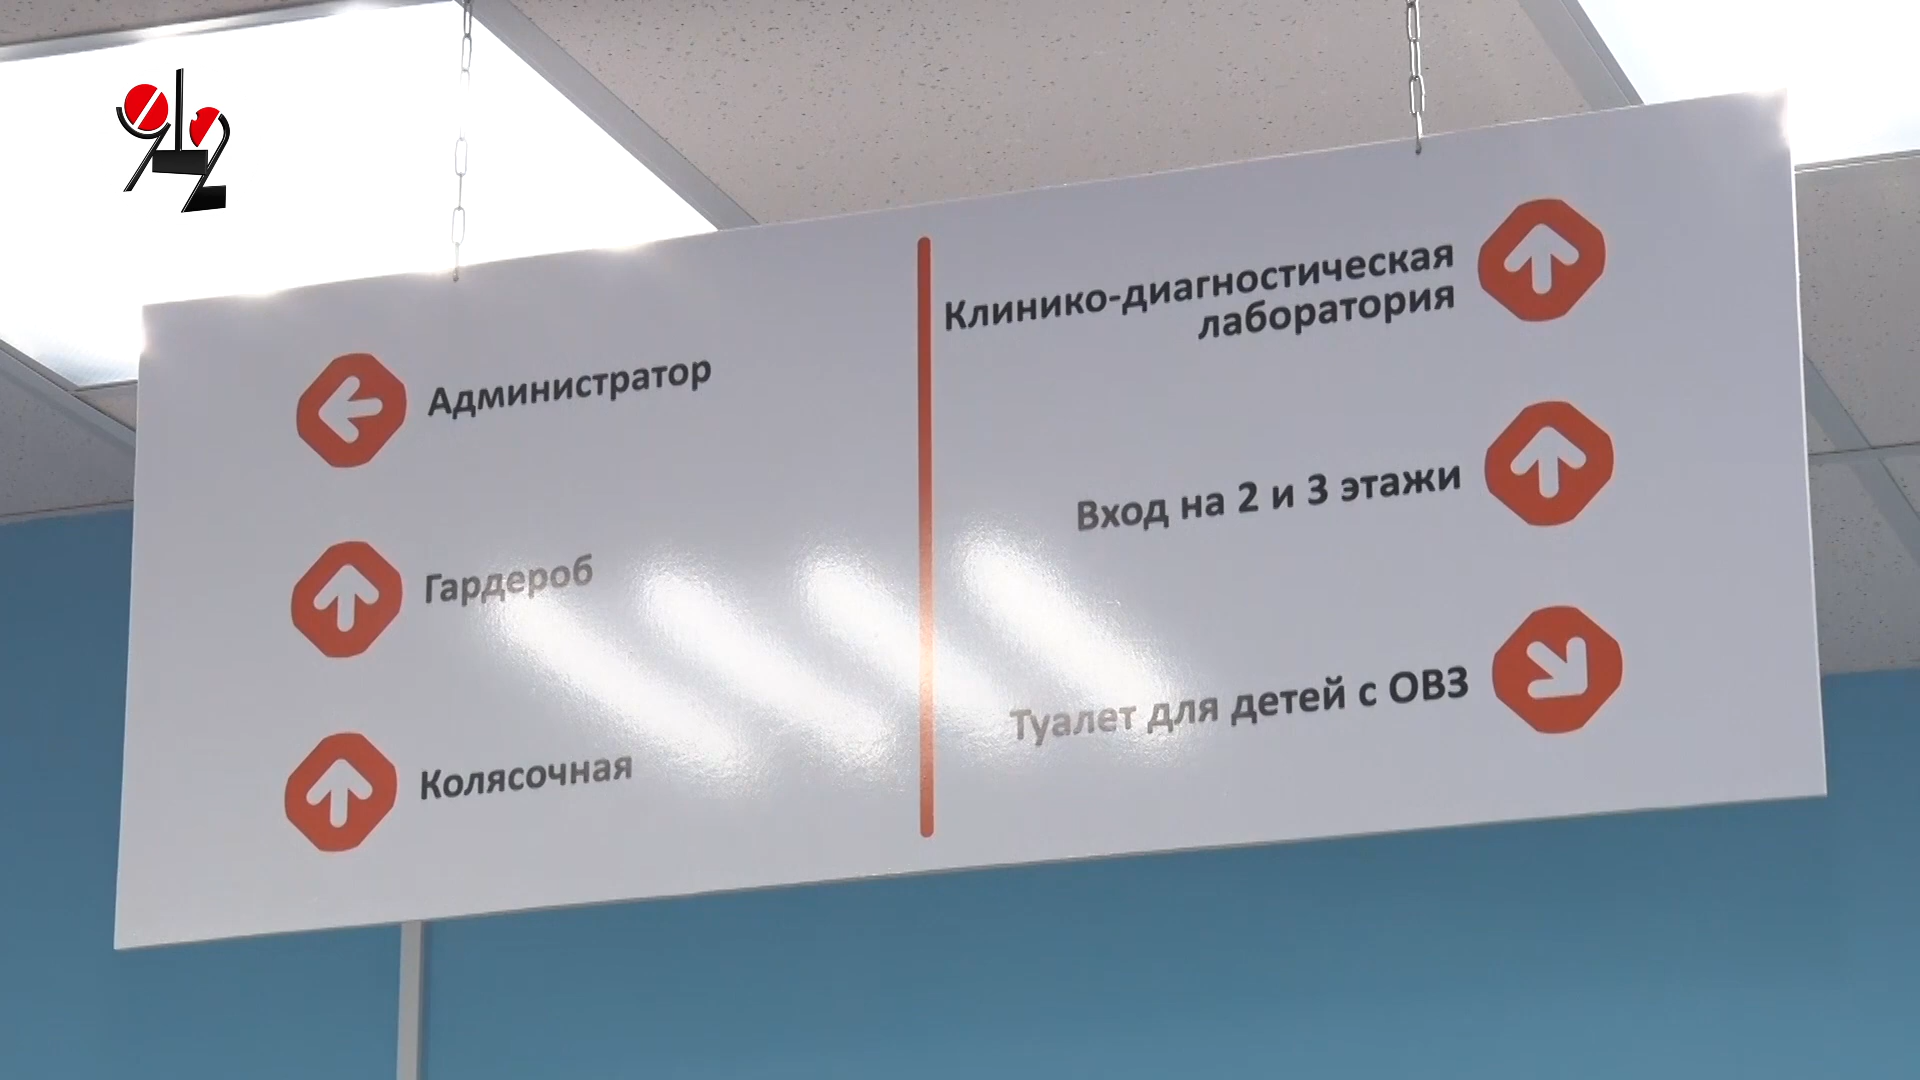 Администратор
Гардероб
Колясочная
Клинико-диагностическая
лаборатория
Вход на 2 и 3 этажи
Туалет для детей с ОВЗ